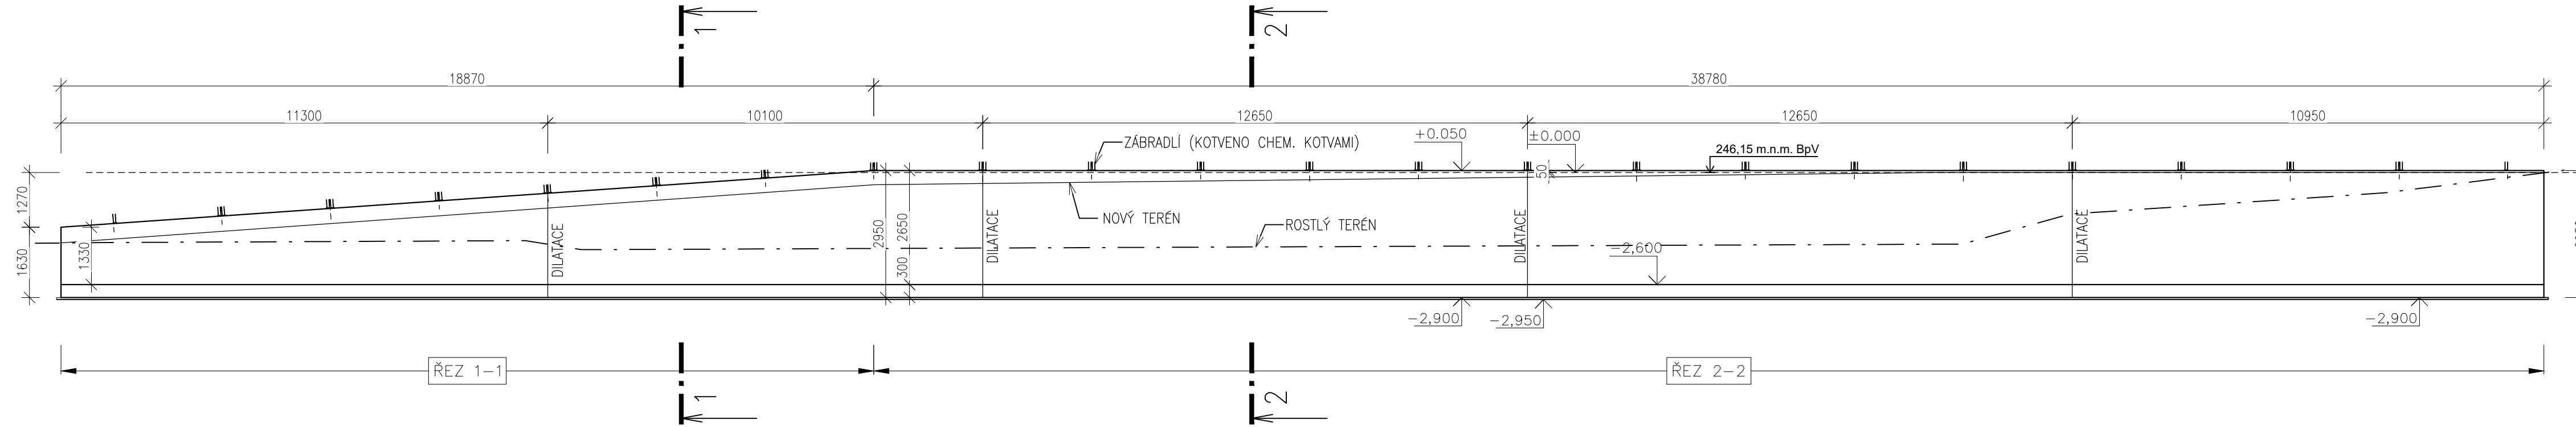 1
2
18870
38780
11300
10100
12650
12650
10950
ZÁBRADLÍ (KOTVENO CHEM. KOTVAMI)
+0.050
±0.000
246,15 m.n.m. BpV
50
1270
1630
1330
NOVÝ TERÉN
ROSTLÝ TERÉN
DILATACE
2950
2650
300
DILATACE
DILATACE
DILATACE
-2,600
-2,900
-2,950
-2,900
ŘEZ 1-1
ŘEZ 2-2
1
2